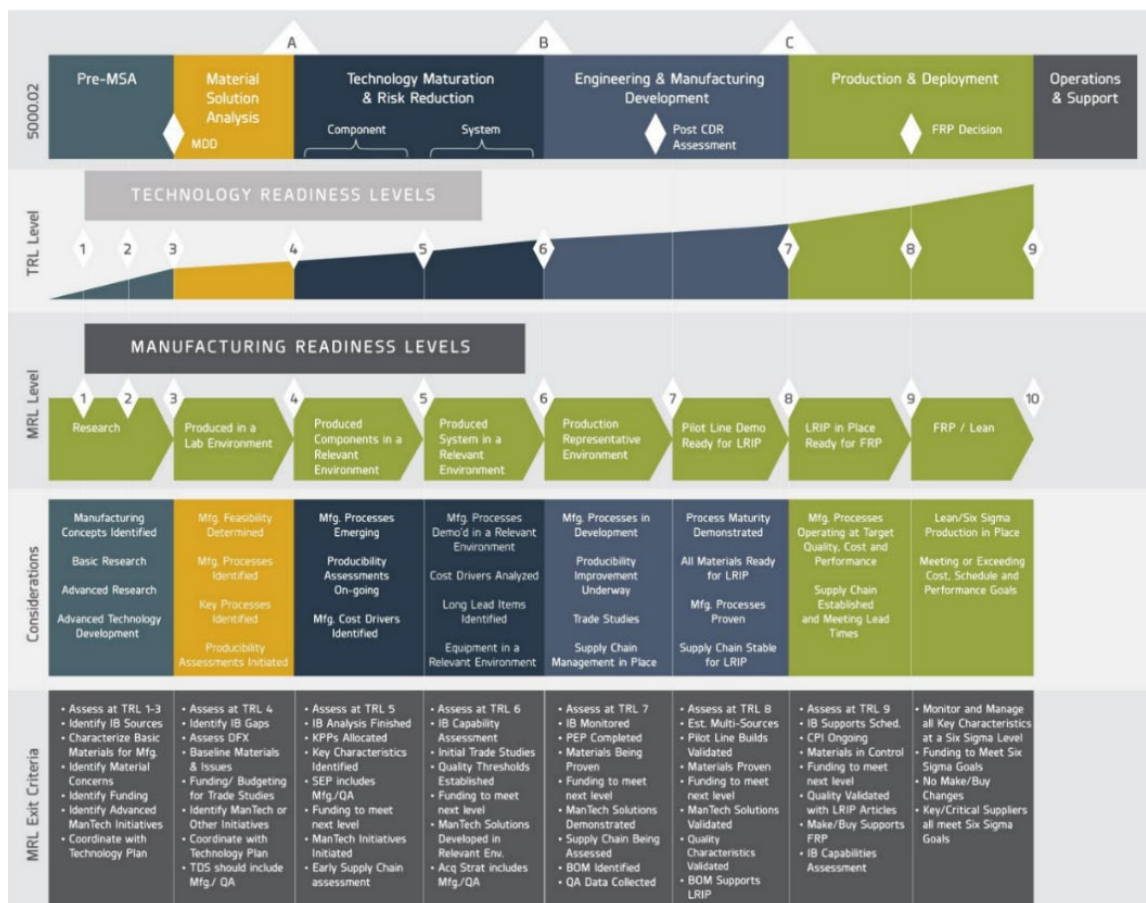 5000.02
A
B
C
Pre-MSA
Material
Solution
Analysis
MDD
Technology Maturation
& Risk Reduction
Component
System
Engineering & Manufacturing
Development
Post CDR
Assessment
Production & Deployment
FRP Decision
Operations
& Support
TRL Level
TECHNOLOGY READINESS LEVELS
1
2
3
4
5
6
7
8
9
MRL Level
MANUFACTURING READINESS LEVELS
1
2
3
4
5
6
7
8
9
10
Research
Produced in a
Lab Environment
Produced
Components in a
Relevant
Environment
Produced
System in a
Relevant
Environment
Production
Representative
Environment
Pilot Line Demo
Ready for LRIP
LRIP in Place
Ready for FRP
FRP / Lean
Considerations
Manufacturing
Concepts Identified
Basic Research
Advanced Research
Advanced Technology
Development
Mfg. Feasibility
Determined
Mfg. Processes
Identified
Key Processes
Identified
Producibility
Assessments Initiated
Mfg. Processes
Emerging
Producibility
Assessments
On-going
Mfg. Cost Drivers
Identified
Mfg. Processes
Demo'd in a Relevant
Environment
Cost Drivers Analyzed
Long Lead Items
Identified
Equipment in a
Relevant Environment
Mfg. Processes in
Development
Producibility
Improvement
Underway
Trade Studies
Supply Chain
Management in Place
Process Maturity
Demonstrated
All Materials Ready
for LRIP
Mfg. Processes
Proven
Supply Chain Stable
for LRIP
Mfg. Processes
Operating at Target
Quality, Cost and
Performance
Supply Chain
Established
and Meeting Lead
Times
Lean/Six Sigma
Production in Place
Meeting or Exceeding
Cost, Schedule and
Performance Goals
MRL Exit Criteria
• Assess at TRL 1-3
• Identify IB Sources
• Characterize Basic
Materials for Mfg.
• Identify Material
Concerns
• Identify Funding
• Identify Advanced
ManTech Initiatives
• Coordinate with
Technology Plan
• Assess at TRL 4
• Identify IB Gaps
• Assess DFX
• Baseline Materials
& Issues
• Funding/ Budgeting
for Trade Studies
• Identify ManTech or
Other Initiatives
• Coordinate with
Technology Plan
• TDS should include
Mfg./ QA
• Assess at TRL 5
• IB Analysis Finished
• KPPs Allocated
• Key Characteristics
Identified
• SEP includes
Mfg./QA
• Funding to meet
next level
• ManTech Initiatives
Initiated
• Early Supply Chain
assessment
• Assess at TRL 6
• IB Capability
Assessment
• Initial Trade Studies
• Quality Thresholds
Established
• Funding to meet
next level
• ManTech Solutions
Developed in
Relevant Env.
• Acq Strat includes
Mfg./QA
• Assess at TRL 7
• IB Monitored
• PEP Completed
• Materials Being
Proven
• Funding to meet
next level
• ManTech Solutions
Demonstrated
• Supply Chain Being
Assessed
• BOM Identified
• QA Data Collected
• Assess at TRL 8
• Est. Multi-Sources
• Pilot Line Builds
Validated
• Materials Proven
• Funding to meet
next level
• ManTech Solutions
Validated
• Quality
Characteristics
Validated
• BOM Supports
LRIP
• Assess at TRL 9
• IB Supports Sched.
• CPI Ongoing
• Materials in Control
• Funding to meet
next level
• Quality Validated
with LRIP Articles
• Make/Buy Supports
FRP
• IB Capabilities
Assessment
• Monitor and Manage
all Key Characteristics
at a Six Sigma Level
• Funding to Meet Six
Sigma Goals
• No Make/Buy
Changes
• Key/Critical Suppliers
all meet Six Sigma
Goals